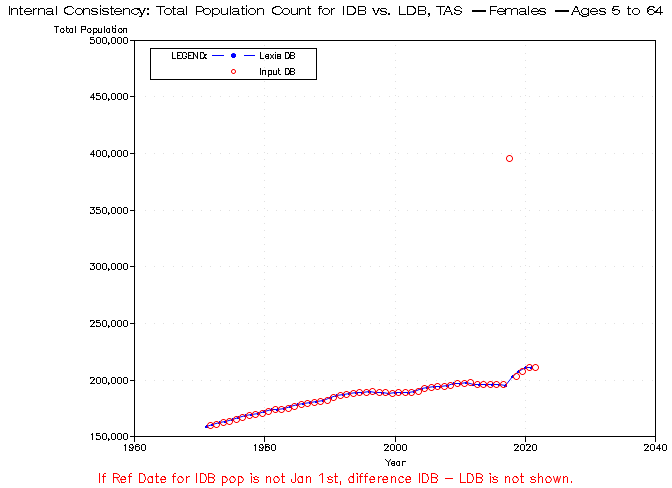 Internal Consistency: Total Population Count for IDB vs. LDB, TAS — Females — Ages 5 to 64
Total Population
500,000
LEGEND: Lexis DB
Input DB
450,000
400,000
350,000
300,000
250,000
200,000
150,000
1960 1980 2000 2020 2040
Year
If Ref Date for IDB pop is not Jan 1st, difference IDB – LDB is not shown.